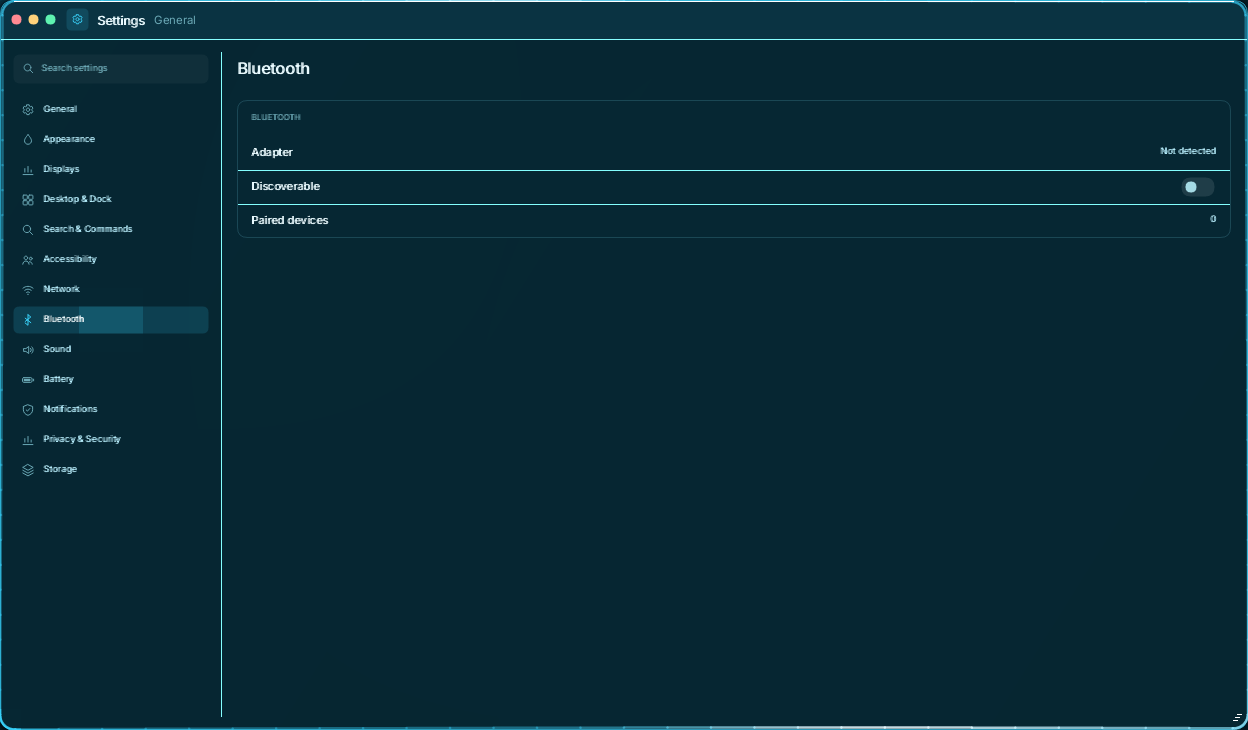 Settings General
Search settings
General
Appearance
Displays
Desktop & Dock
Search & Commands
Accessibility
Network
Bluetooth
Sound
Battery
Notifications
Privacy & Security
Storage
Bluetooth
BLUETOOTH
Adapter Not detected
Discoverable
Paired devices 0